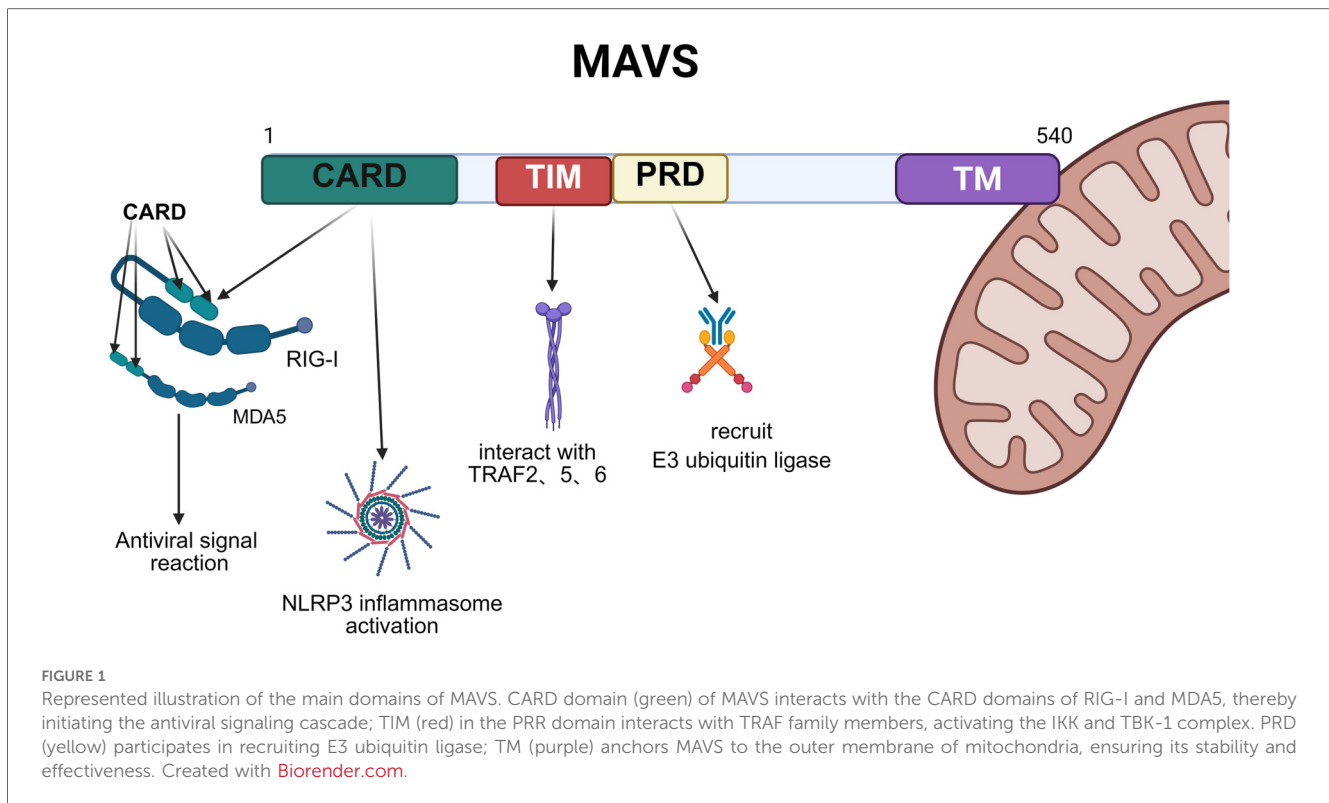 MAVS
1
540
CARD
TIM
PRD
TM
CARD
RIG-I
MDA5
Antiviral signal
reaction
NLRP3 inflammasome
activation
interact with
TRAF2、5、6
recruit
E3 ubiquitin ligase
FIGURE 1
Represented illustration of the main domains of MAVS. CARD domain (green) of MAVS interacts with the CARD domains of RIG-I and MDA5, thereby
initiating the antiviral signaling cascade; TIM (red) in the PRR domain interacts with TRAF family members, activating the IKK and TBK-1 complex. PRD
(yellow) participates in recruiting E3 ubiquitin ligase; TM (purple) anchors MAVS to the outer membrane of mitochondria, ensuring its stability and
effectiveness. Created with Biorender.com.